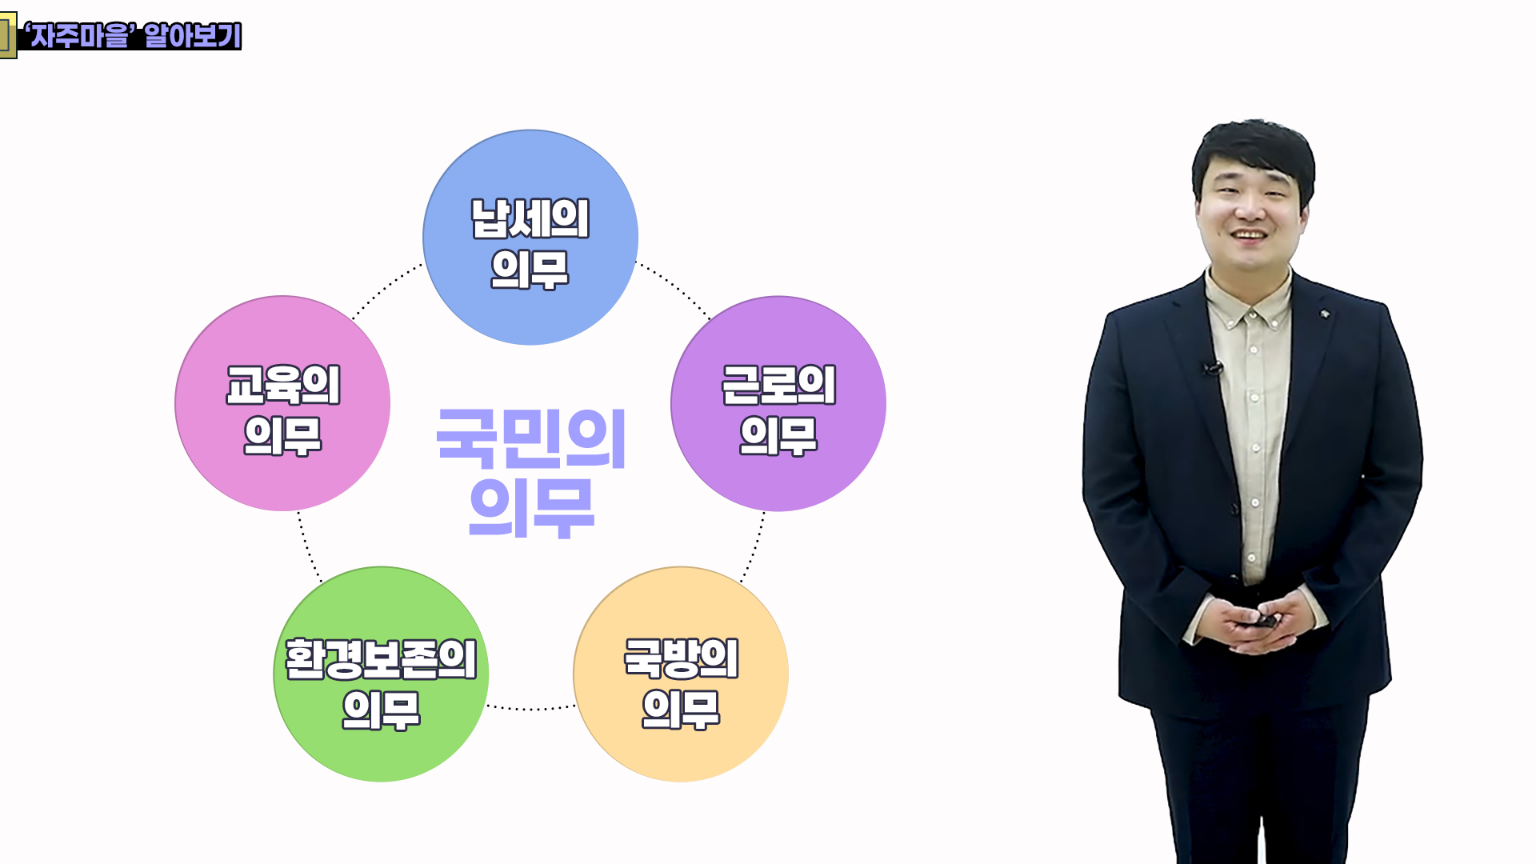 ‘자주마을’ 알아보기
납세의
의무
교육의
의무
근로의
의무
국민의
의무
환경보존의
의무
국방의
의무